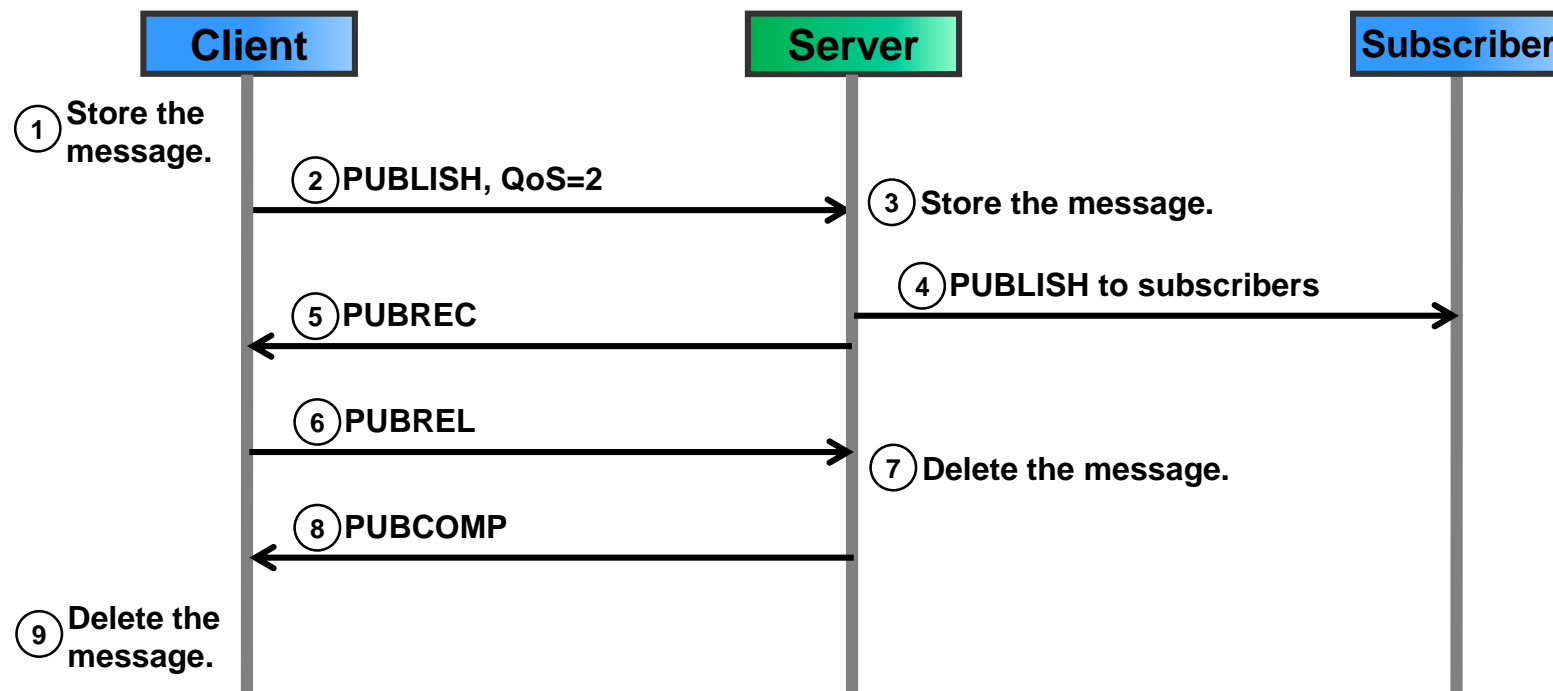 Client
Server
Subscriber
1 Store the
message.
2 PUBLISH, QoS=2
3 Store the message.
4 PUBLISH to subscribers
5 PUBREC
6 PUBREL
7 Delete the message.
8 PUBCOMP
9 Delete the
message.